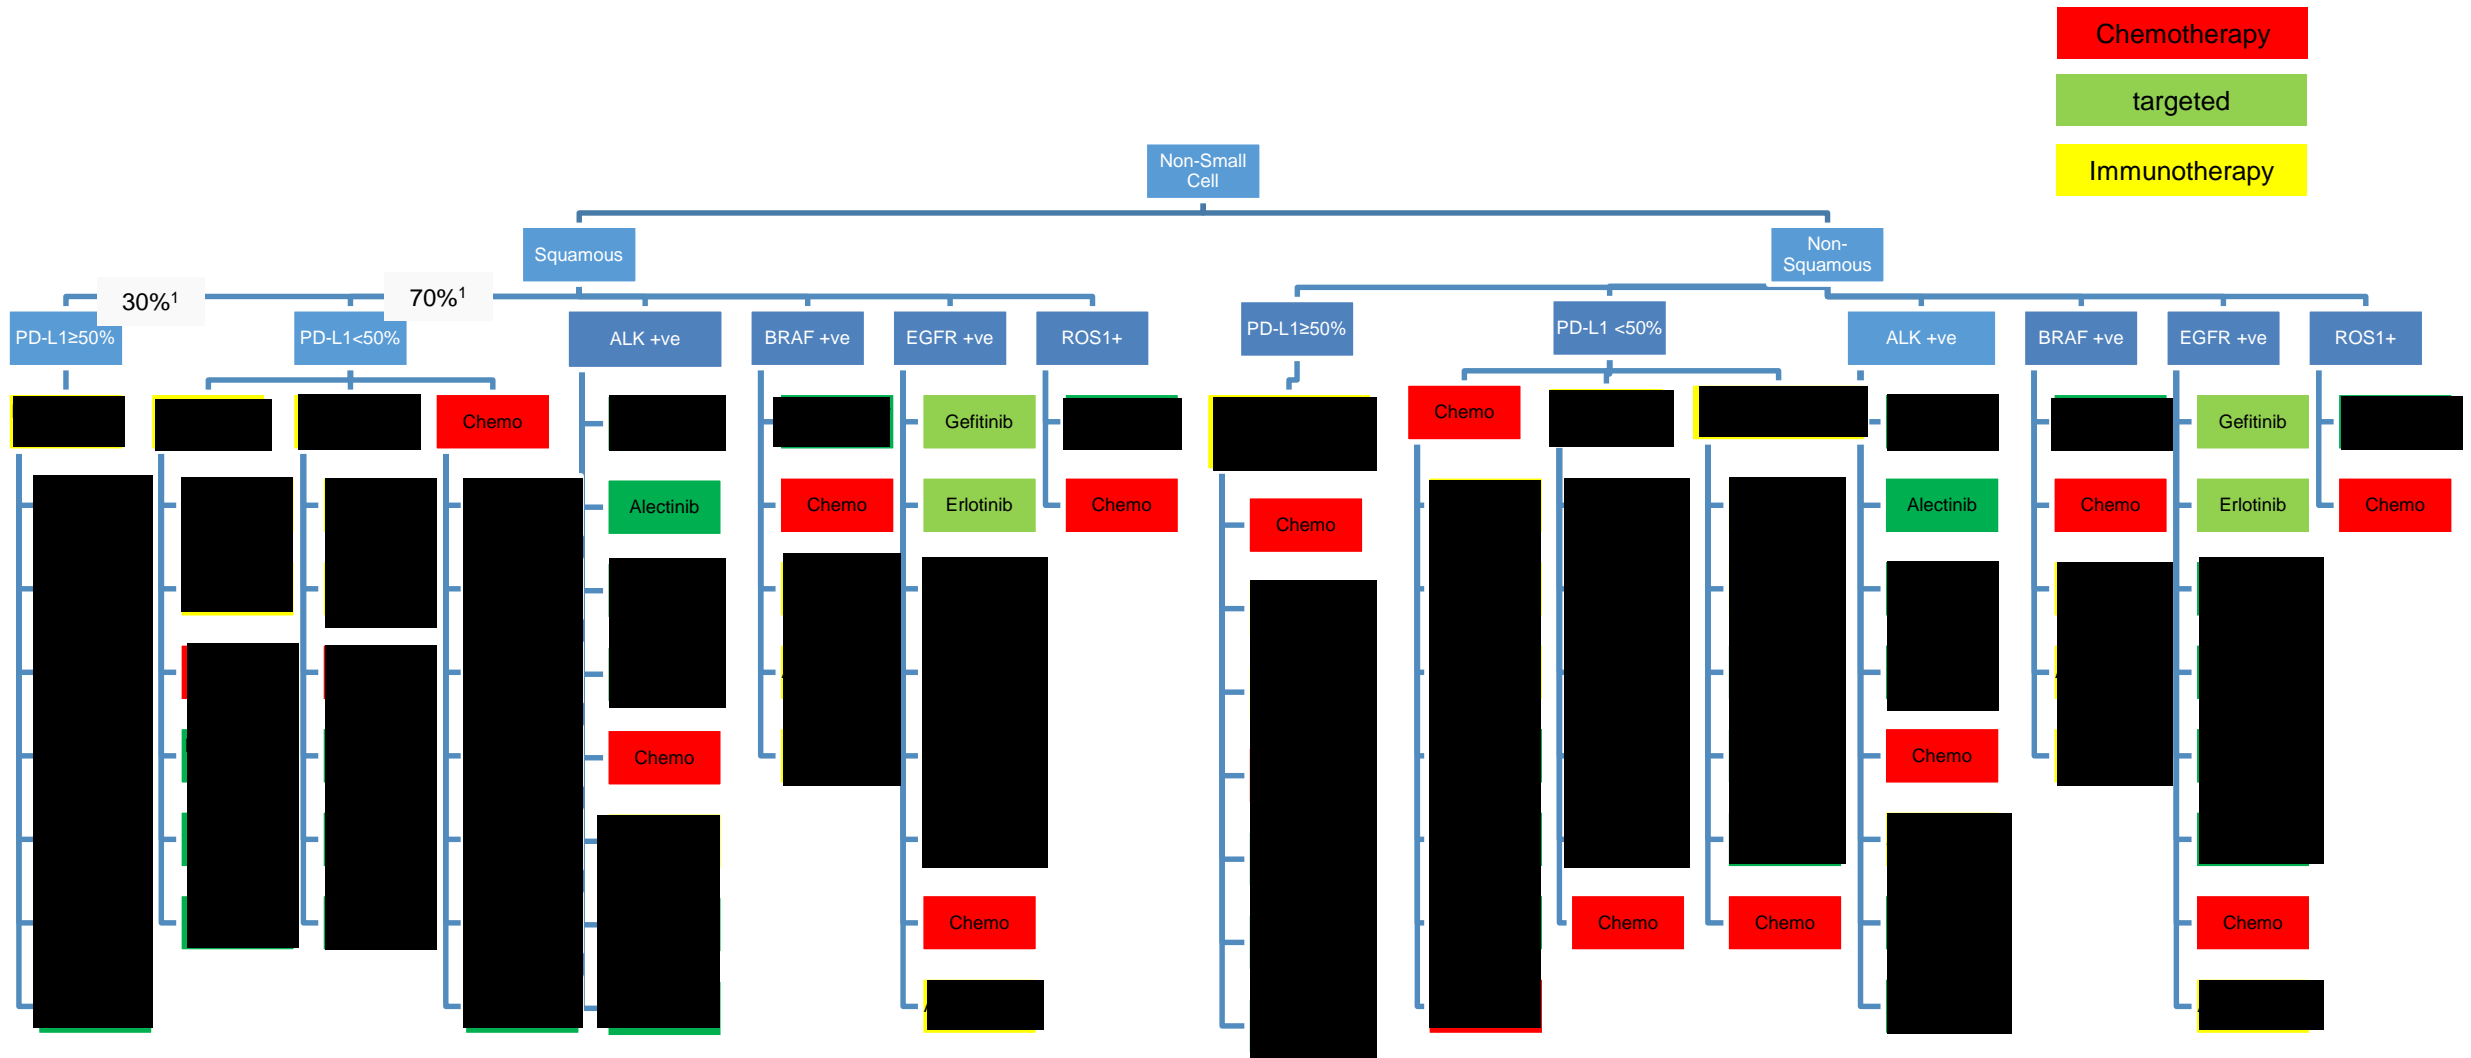 Chemotherapy
targeted
Immunotherapy
Non-Small
Cell
Squamous
Non-
Squamous
30%¹
70%¹
PD-L1≥50%
PD-L1<50%
ALK +ve
BRAF +ve
EGFR +ve
ROS1+
PD-L1≥50%
PD-L1 <50%
ALK +ve
BRAF +ve
EGFR +ve
ROS1+
Chemo
Gefitinib
Chemo
Gefitinib
Alectinib
Chemo
Erlotinib
Chemo
Chemo
Alectinib
Chemo
Erlotinib
Chemo
Chemo
Chemo
Chemo
Chemo
Chemo
Chemo